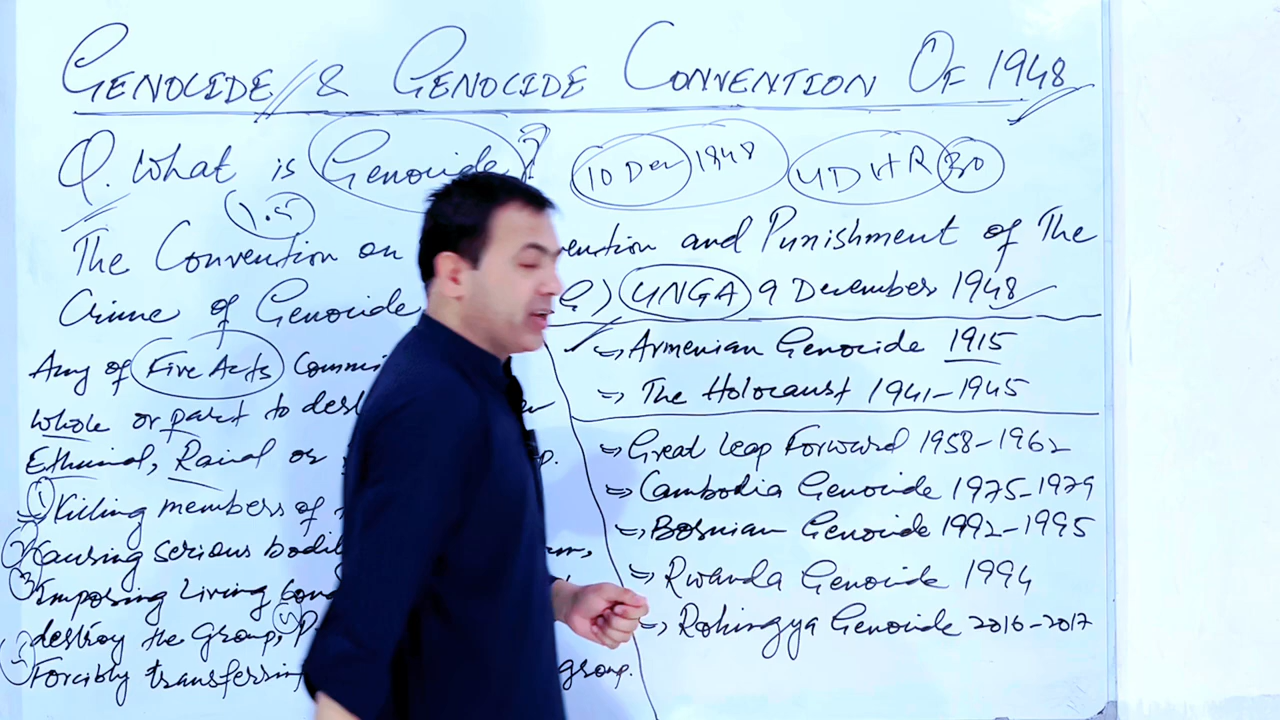 GENOCIDE & GENOCIDE CONVENTION OF 1948
Q. What is Genocide?
10 Dec 1948
UDHR 30
1.5
The Convention on vention and Punishment of The
Crime of Genocide G) UNGA 9 December 1948
Any of Five Acts Commi
whole or part to dest
Ethnical, Racial or p.
① Killing members of
② Causing serious bodil m,
③ Imposing Living Cond
destroy the Group, ④ P
⑤ Forcibly transferrin group.
⇒ Armenian Genocide 1915
→ The Holocaust 1941-1945
⇒ Great Leap Forward 1958-1962
⇒ Cambodia Genocide 1975-1979
⇒ Bosnian Genocide 1992-1995
⇒ Rwanda Genocide 1994
→ Rohingya Genocide 2016-2017